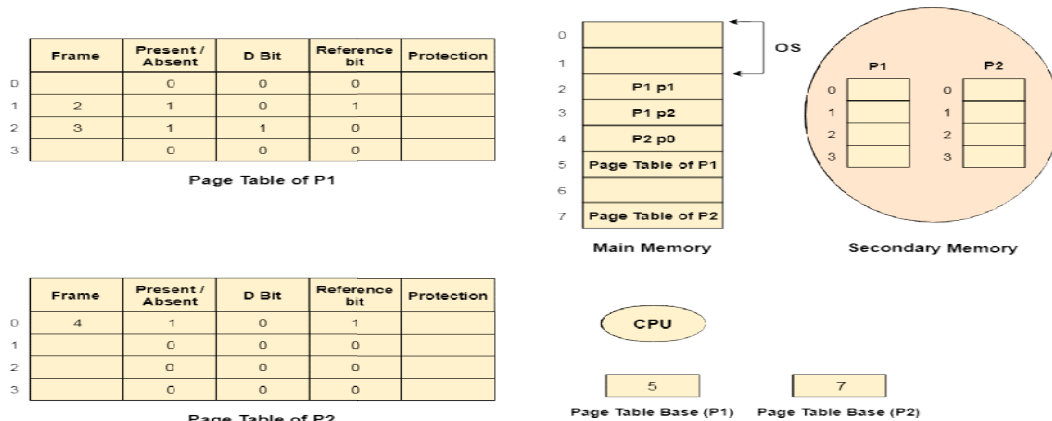 Frame Present / Absent D Bit Reference bit Protection
0 0 0 0
1 2 1 0 1
2 3 1 1 0
3 0 0 0
Page Table of P1
0
1
OS
2 P1 p1
3 P1 p2
4 P2 p0
5 Page Table of P1
6
7 Page Table of P2
Main Memory
P1 P2
0 0
1 1
2 2
3 3
Secondary Memory
Frame Present / Absent D Bit Reference bit Protection
0 4 1 0 1
1 0 0 0
2 0 0 0
3 0 0 0
Page Table of P2
CPU
5 7
Page Table Base (P1) Page Table Base (P2)